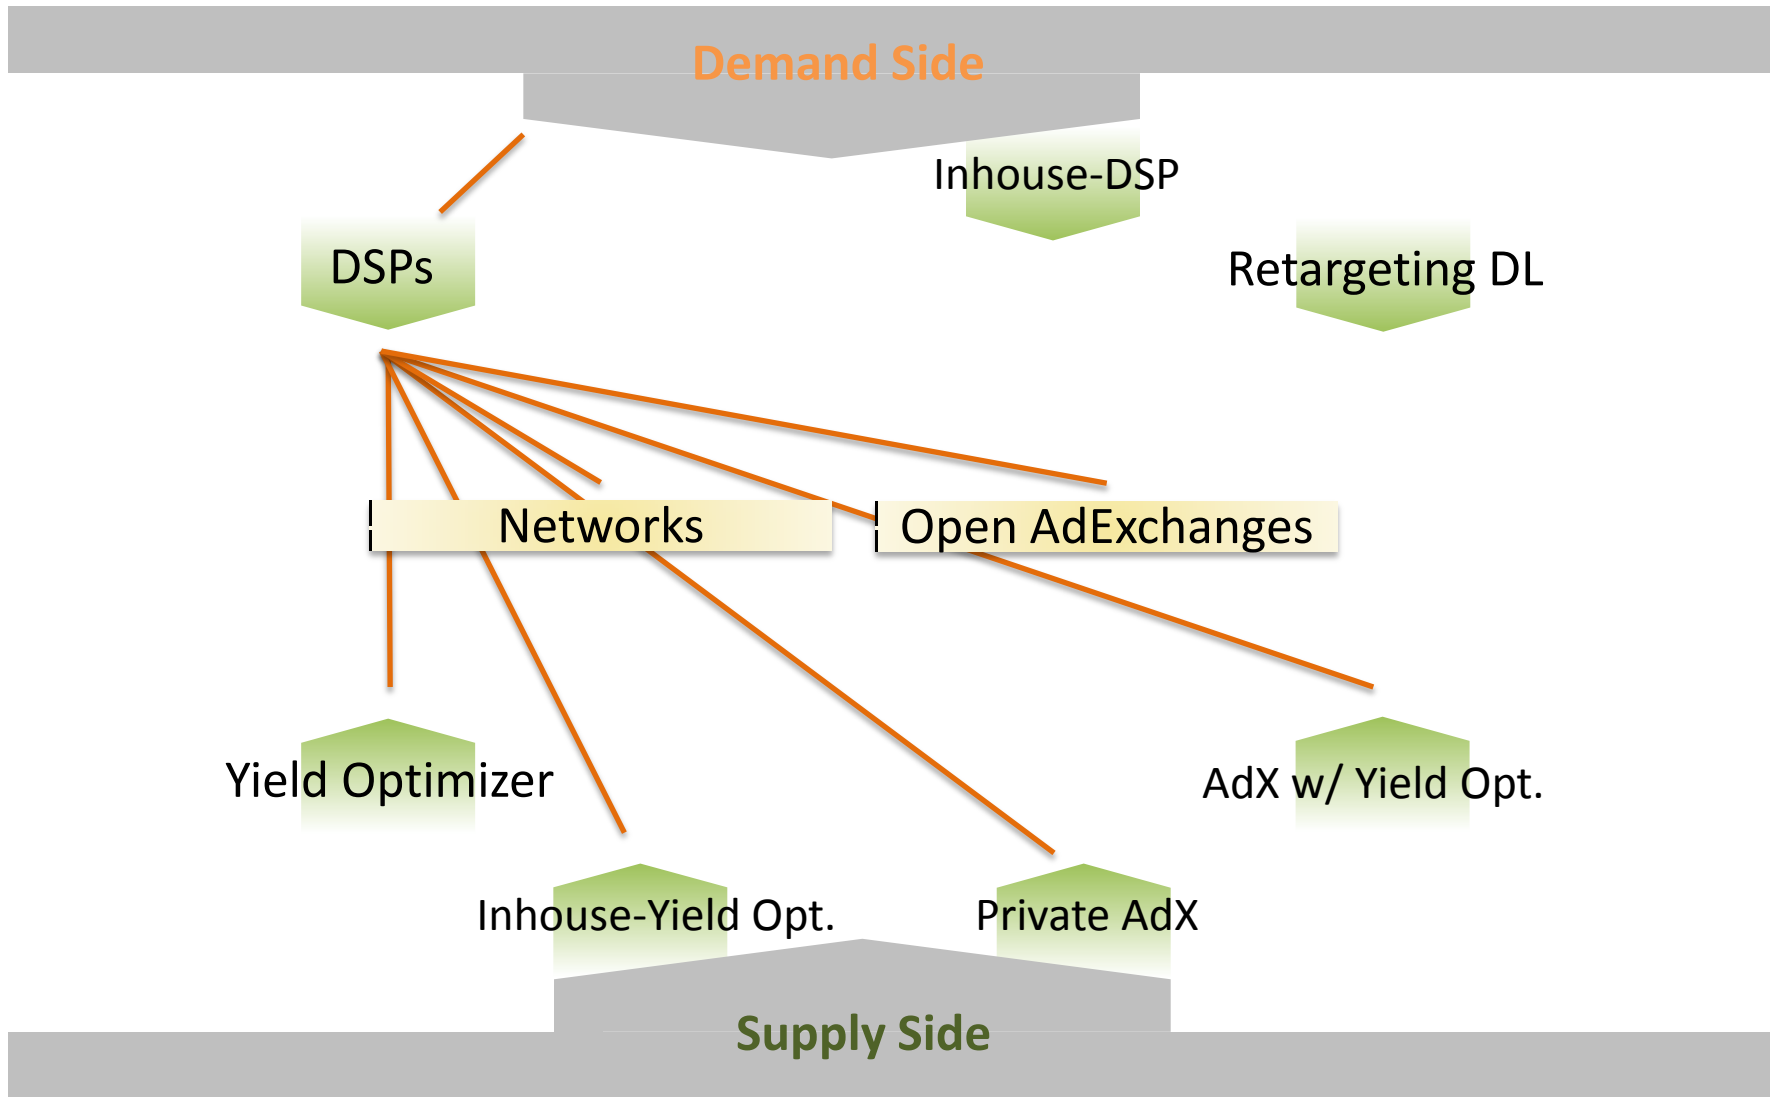 Demand Side
Inhouse-DSP
DSPs
Retargeting DL
Networks
Open AdExchanges
Yield Optimizer
AdX w/ Yield Opt.
Inhouse-Yield Opt.
Private AdX
Supply Side